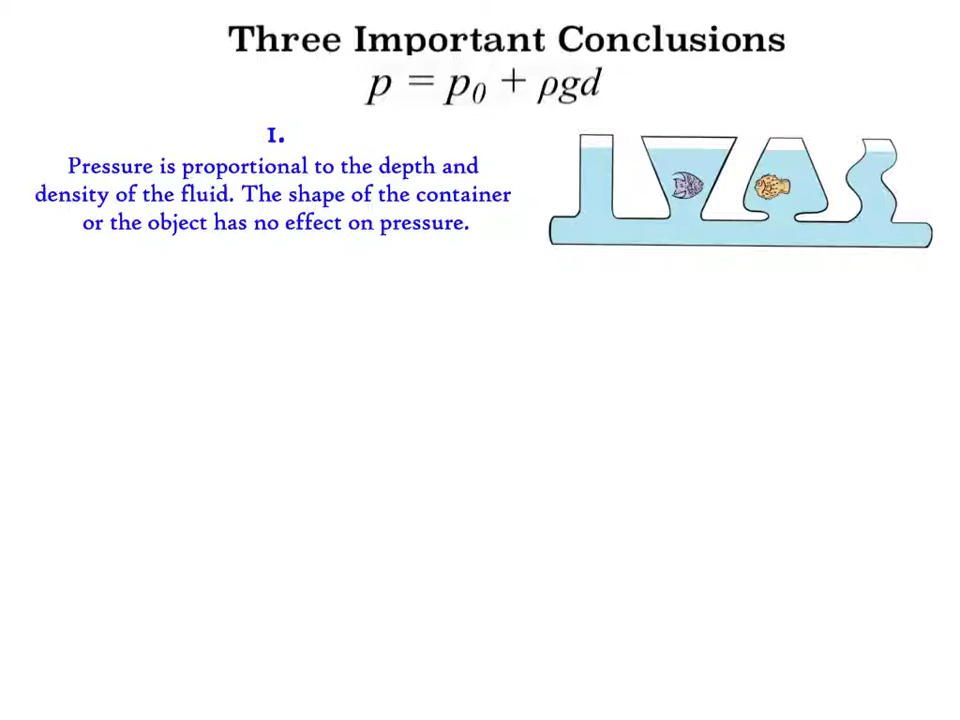 Three Important Conclusions
p = p₀ + ρgd
1.
Pressure is proportional to the depth and
density of the fluid. The shape of the container
or the object has no effect on pressure.